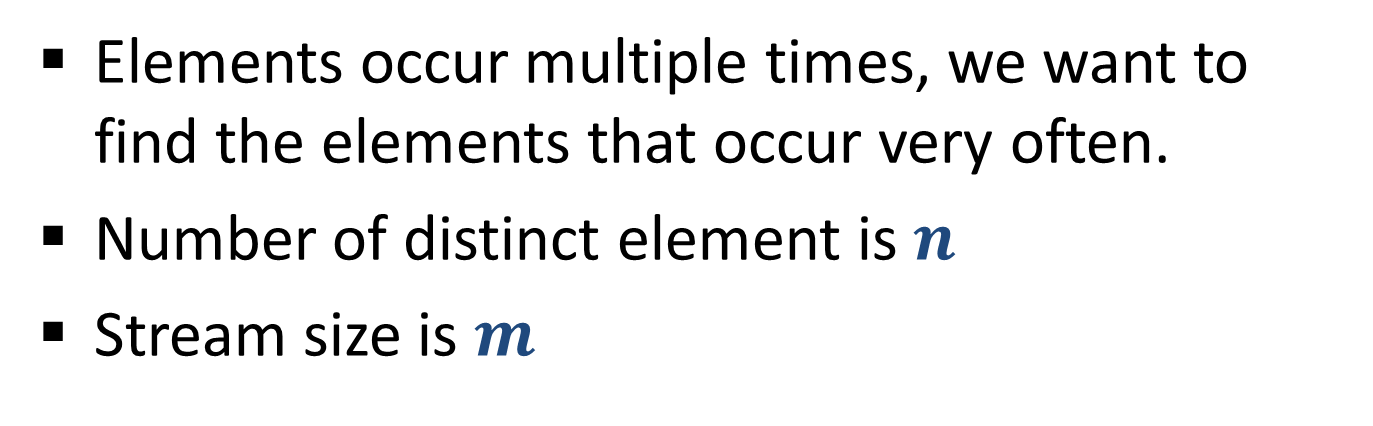 ▪ Elements occur multiple times, we want to
find the elements that occur very often.
▪ Number of distinct element is n
▪ Stream size is m